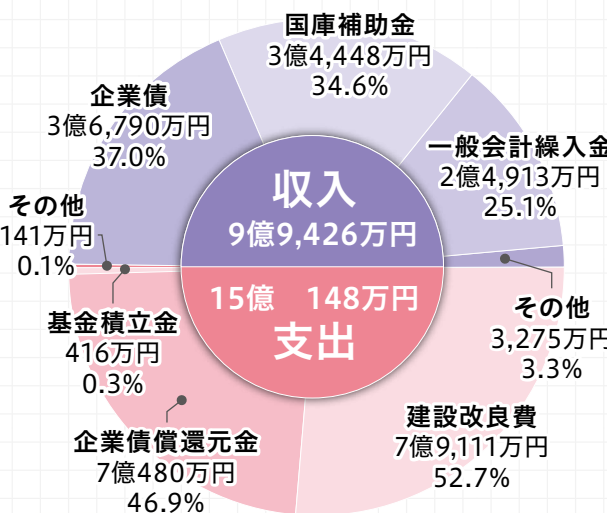 国庫補助金
3億4,448万円
34.6%
企業債
3億6,790万円
37.0%
一般会計繰入金
2億4,913万円
25.1%
収入
9億9,426万円
その他
141万円
0.1%
15億 148万円
支出
その他
3,275万円
3.3%
基金積立金
416万円
0.3%
建設改良費
7億9,111万円
52.7%
企業債償還元金
7億480万円
46.9%